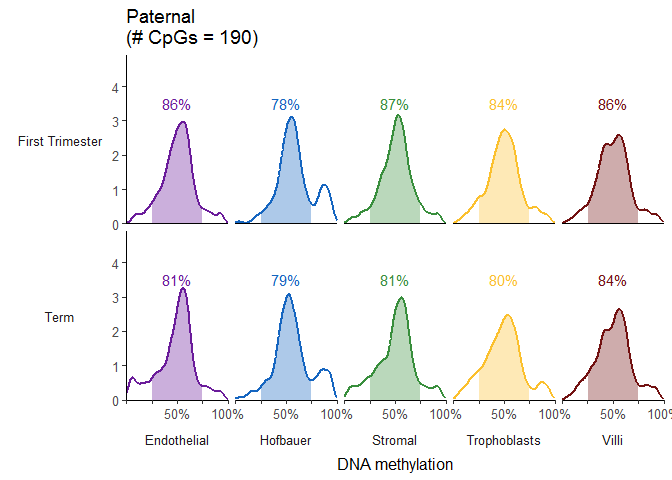 Paternal
(# CpGs = 190)
First Trimester
4
3
2
1
0
86%
78%
87%
84%
86%
Term
4
3
2
1
0
81%
79%
81%
80%
84%
50% 100% 50% 100% 50% 100% 50% 100% 50% 100%
Endothelial Hofbauer Stromal Trophoblasts Villi
DNA methylation